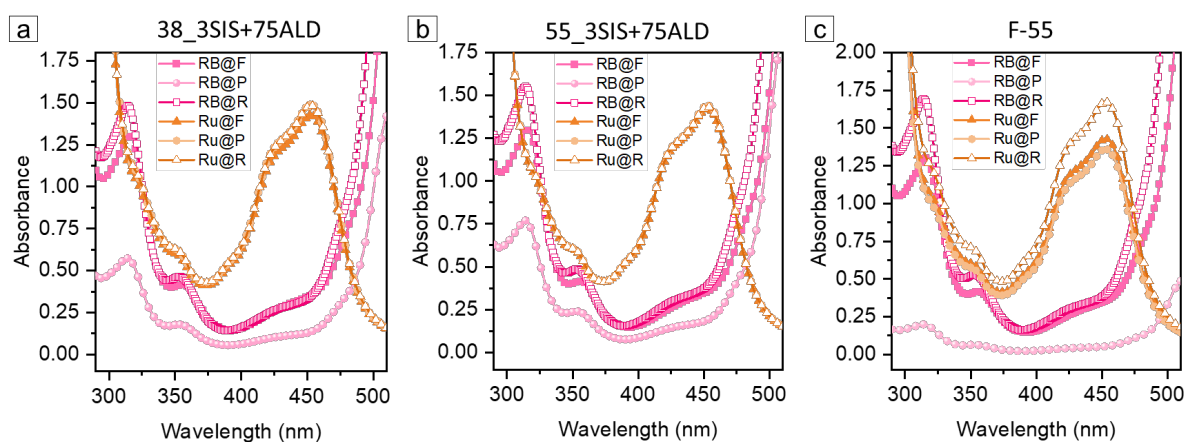 a
38_3SIS+75ALD
1.75
1.50
1.25
1.00
0.75
0.50
0.25
0.00
Absorbance
RB@F
RB@P
RB@R
Ru@F
Ru@P
Ru@R
300 350 400 450 500
Wavelength (nm)
b
55_3SIS+75ALD
1.75
1.50
1.25
1.00
0.75
0.50
0.25
0.00
Absorbance
RB@F
RB@P
RB@R
Ru@F
Ru@P
Ru@R
300 350 400 450 500
Wavelength (nm)
c
F-55
2.00
1.75
1.50
1.25
1.00
0.75
0.50
0.25
0.00
Absorbance
RB@F
RB@P
RB@R
Ru@F
Ru@P
Ru@R
300 350 400 450 500
Wavelength (nm)